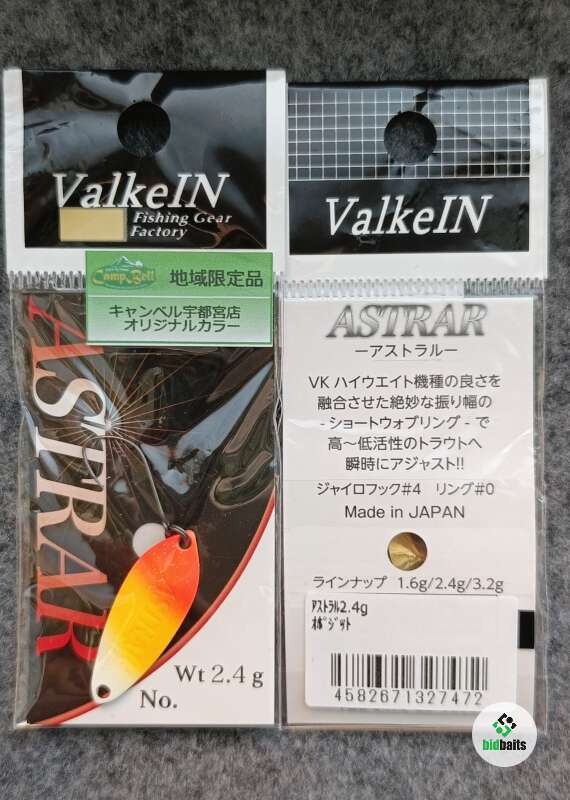 ValkeIN
Fishing Gear
Factory
Camp Bell
地域限定品
キャンベル宇都宮店
オリジナルカラー
ASTRAR
ASTRAR
Wt 2.4 g
No.
ValkeIN
ASTRAR
ーアストラルー
VK ハイウエイト機種の良さを
融合させた絶妙な振り幅の
- ショートウォブリング - で
高～低活性のトラウトへ
瞬時にアジャスト!!
ジャイロフック#4 リング#0
Made in JAPAN
ラインナップ 1.6g/2.4g/3.2g
ｱｽﾄﾗﾙ2.4g
ｵﾎﾟｼﾞｯﾄ
4582671327472
bidbaits